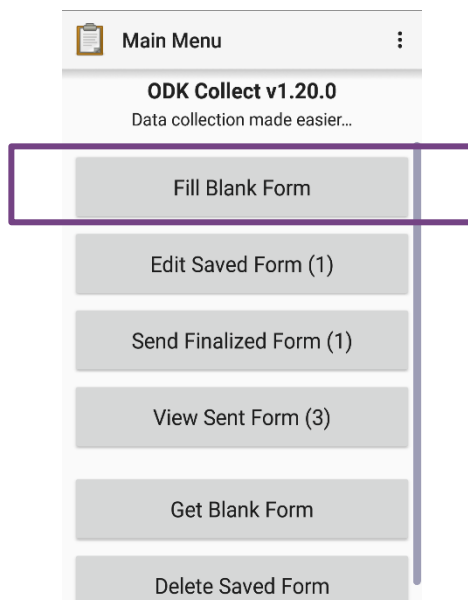 Main Menu
ODK Collect v1.20.0
Data collection made easier...
Fill Blank Form
Edit Saved Form (1)
Send Finalized Form (1)
View Sent Form (3)
Get Blank Form
Delete Saved Form